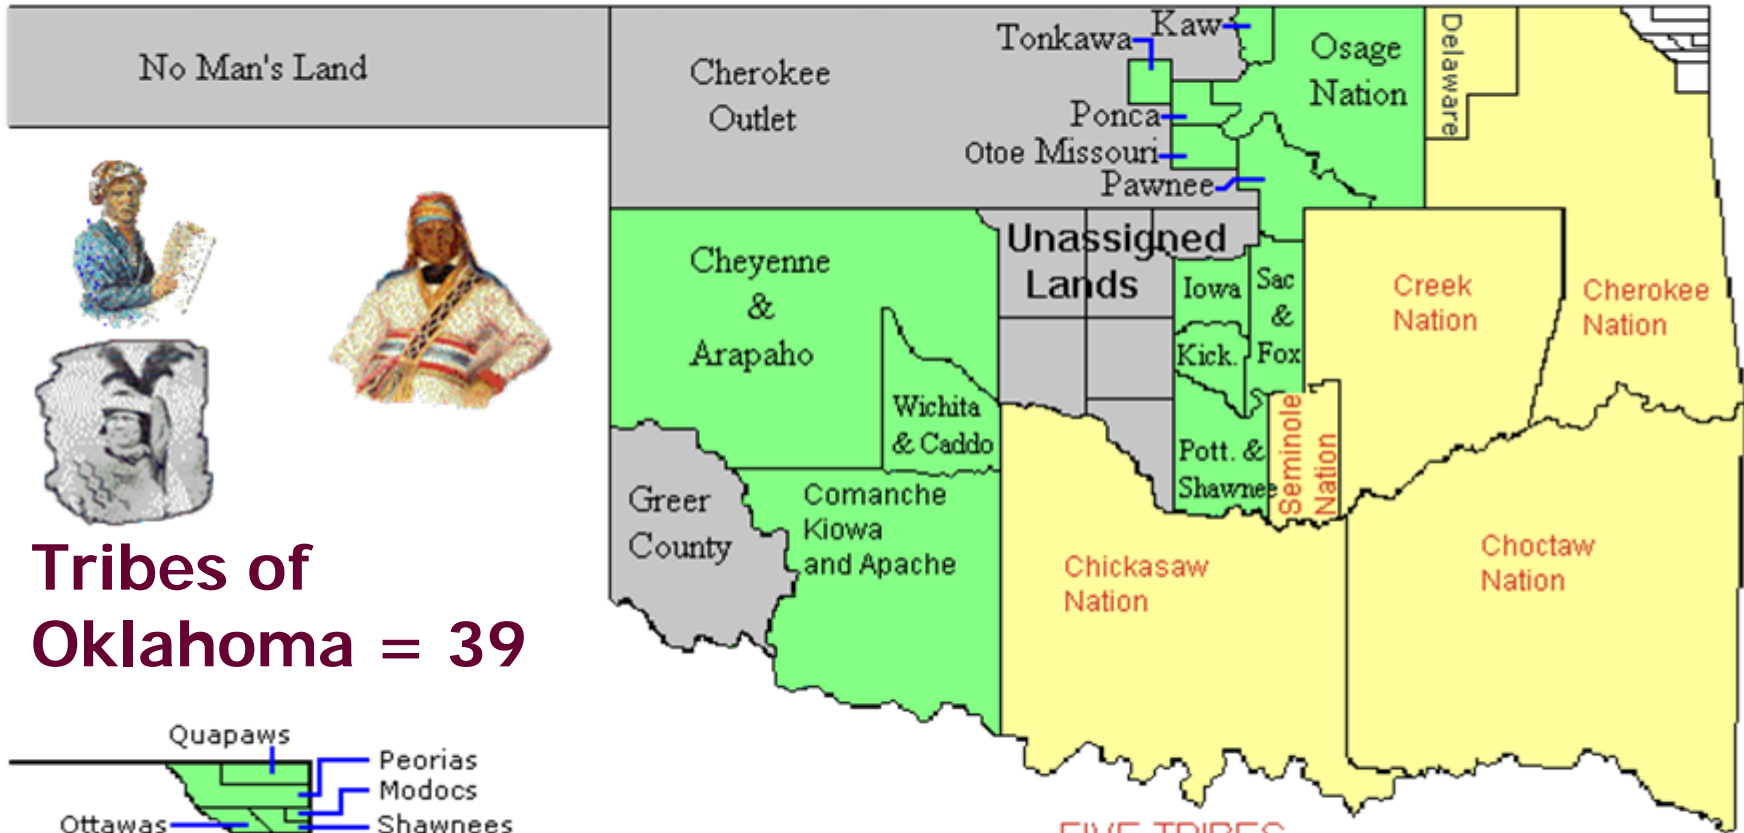 No Man's Land
Cherokee
Outlet
Tonkawa
Kaw
Osage
Nation
Delaware
Ponca
Otoe Missouri
Pawnee
Cheyenne
&
Arapaho
Unassigned
Lands
Iowa
Sac
&
Fox
Kick.
Creek
Nation
Cherokee
Nation
Wichita
& Caddo
Pott. &
Shawnee
Seminole
Nation
Greer
County
Comanche
Kiowa
and Apache
Chickasaw
Nation
Choctaw
Nation
Tribes of
Oklahoma = 39
Quapaws
Peorias
Modocs
Ottawas
Shawnees
FIVE TRIBES